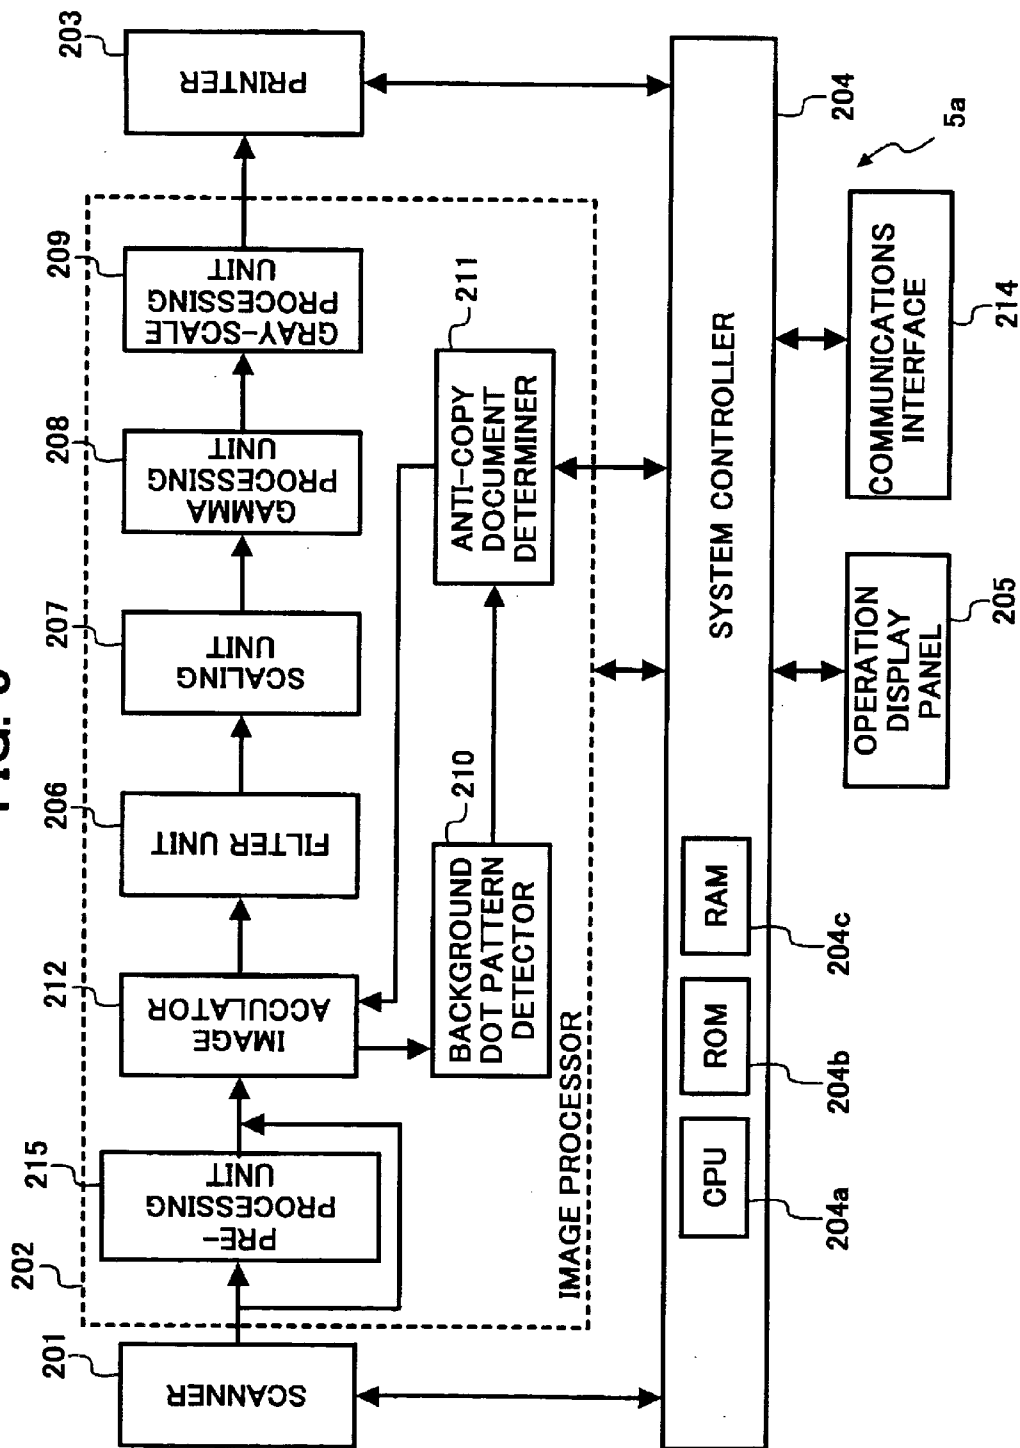 FIG.
201
SCANNER
202
215
PRE-
PROCESSING
UNIT
212
IMAGE
ACCULATOR
206
FILTER UNIT
207
SCALING
UNIT
208
GAMMA
PROCESSING
UNIT
209
GRAY-SCALE
PROCESSING
UNIT
203
PRINTER
210
BACKGROUND
DOT PATTERN
DETECTOR
211
ANTI-COPY
DOCUMENT
DETERMINER
IMAGE PROCESSOR
CPU
ROM
RAM
SYSTEM CONTROLLER
204a
204b
204c
204
OPERATION
DISPLAY
PANEL
205
COMMUNICATIONS
INTERFACE
214
5a